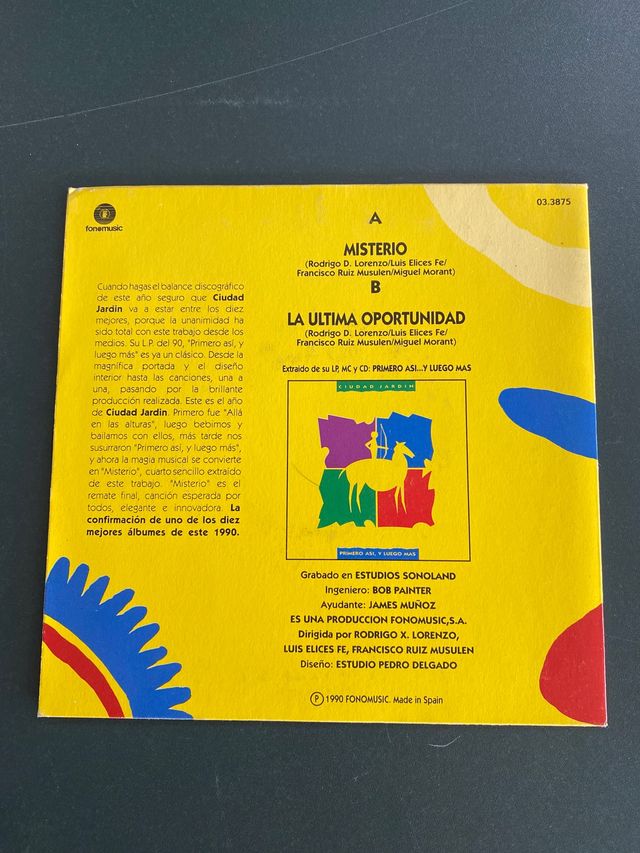 fonomusic
03.3875
Cuando hagas el balance discográfico
de este año seguro que Ciudad
Jardin va a estar entre los diez
mejores, porque la unanimidad ha
sido total con este trabajo desde los
medios. Su L.P. del 90, "Primero así, y
luego más" es ya un clásico. Desde la
magnífica portada y el diseño
interior hasta las canciones, una a
una, pasando por la brillante
producción realizada. Este es el año
de Ciudad Jardin. Primero fue "Allá
en las alturas", luego bebimos y
bailamos con ellos, más tarde nos
susurraron "Primero así, y luego más",
y ahora la magia musical se convierte
en "Misterio", cuarto sencillo extraído
de este trabajo. "Misterio" es el
remate final, canción esperada por
todos, elegante e innovadora. La
confirmación de uno de los diez
mejores álbumes de este 1990.
A
MISTERIO
(Rodrigo D. Lorenzo/Luis Elices Fe/
Francisco Ruiz Musulen/Miguel Morant)
B
LA ULTIMA OPORTUNIDAD
(Rodrigo D. Lorenzo/Luis Elices Fe/
Francisco Ruiz Musulen/Miguel Morant)
Extraido de su LP, MC y CD: PRIMERO ASI...Y LUEGO MAS
CIUDAD JARDIN
PRIMERO ASI, Y LUEGO MAS
Grabado en ESTUDIOS SONOLAND
Ingeniero: BOB PAINTER
Ayudante: JAMES MUÑOZ
ES UNA PRODUCCION FONOMUSIC,S.A.
Dirigida por RODRIGO X. LORENZO,
LUIS ELICES FE, FRANCISCO RUIZ MUSULEN
Diseño: ESTUDIO PEDRO DELGADO
Ⓟ 1990 FONOMUSIC. Made in Spain